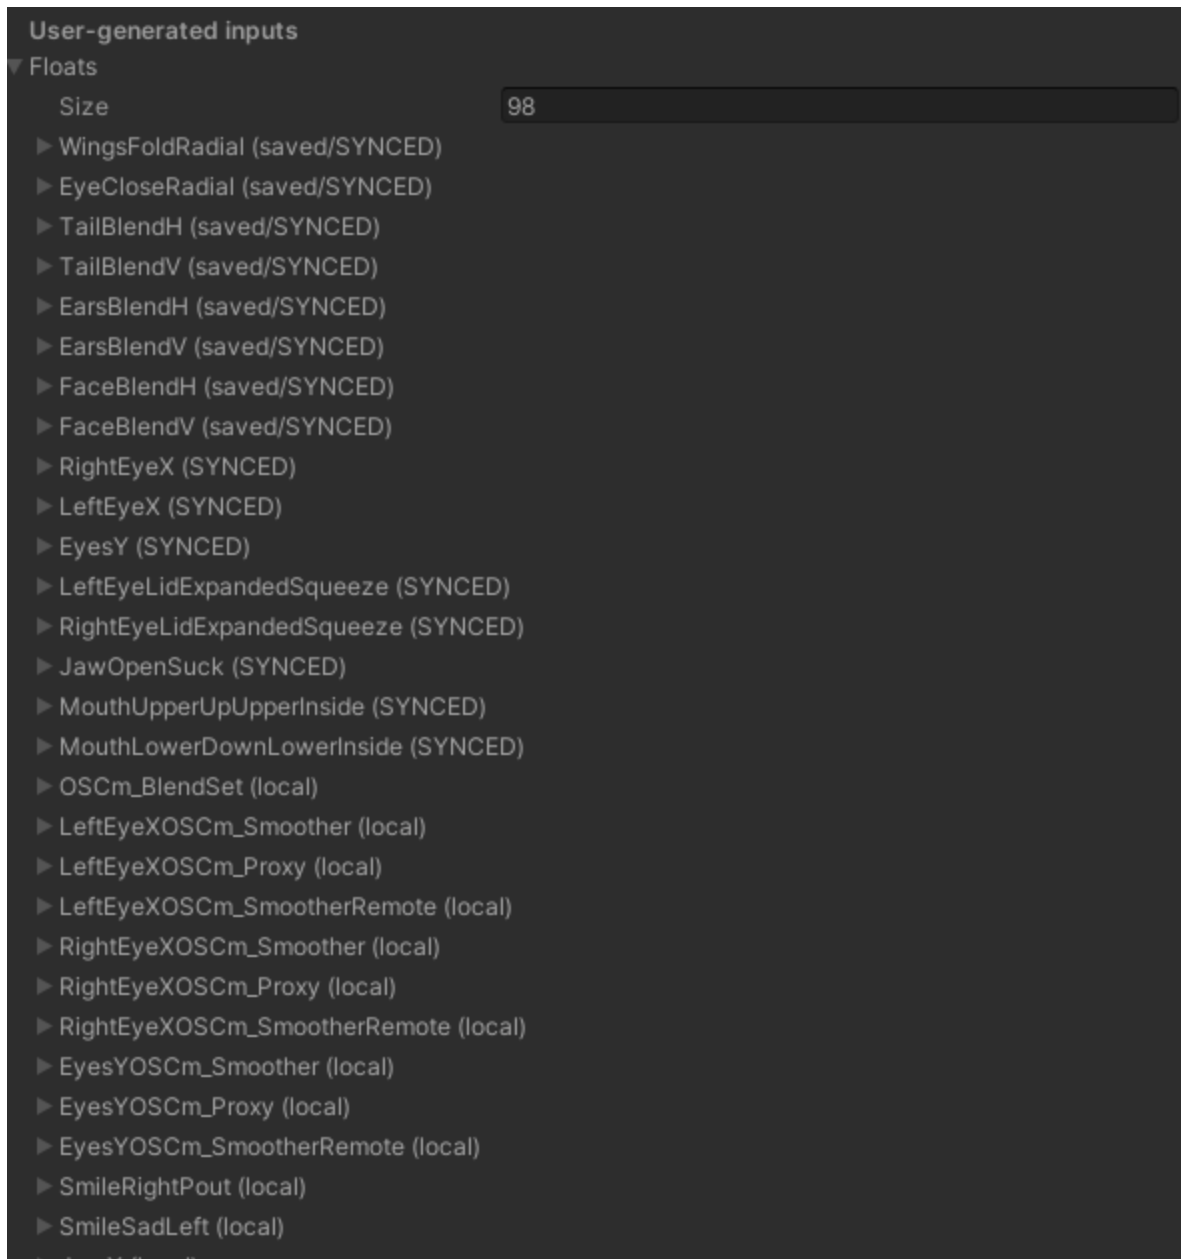 User-generated inputs
Floats
Size 98
WingsFoldRadial (saved/SYNCED)
EyeCloseRadial (saved/SYNCED)
TailBlendH (saved/SYNCED)
TailBlendV (saved/SYNCED)
EarsBlendH (saved/SYNCED)
EarsBlendV (saved/SYNCED)
FaceBlendH (saved/SYNCED)
FaceBlendV (saved/SYNCED)
RightEyeX (SYNCED)
LeftEyeX (SYNCED)
EyesY (SYNCED)
LeftEyeLidExpandedSqueeze (SYNCED)
RightEyeLidExpandedSqueeze (SYNCED)
JawOpenSuck (SYNCED)
MouthUpperUpUpperInside (SYNCED)
MouthLowerDownLowerInside (SYNCED)
OSCm_BlendSet (local)
LeftEyeXOSCm_Smoother (local)
LeftEyeXOSCm_Proxy (local)
LeftEyeXOSCm_SmootherRemote (local)
RightEyeXOSCm_Smoother (local)
RightEyeXOSCm_Proxy (local)
RightEyeXOSCm_SmootherRemote (local)
EyesYOSCm_Smoother (local)
EyesYOSCm_Proxy (local)
EyesYOSCm_SmootherRemote (local)
SmileRightPout (local)
SmileSadLeft (local)